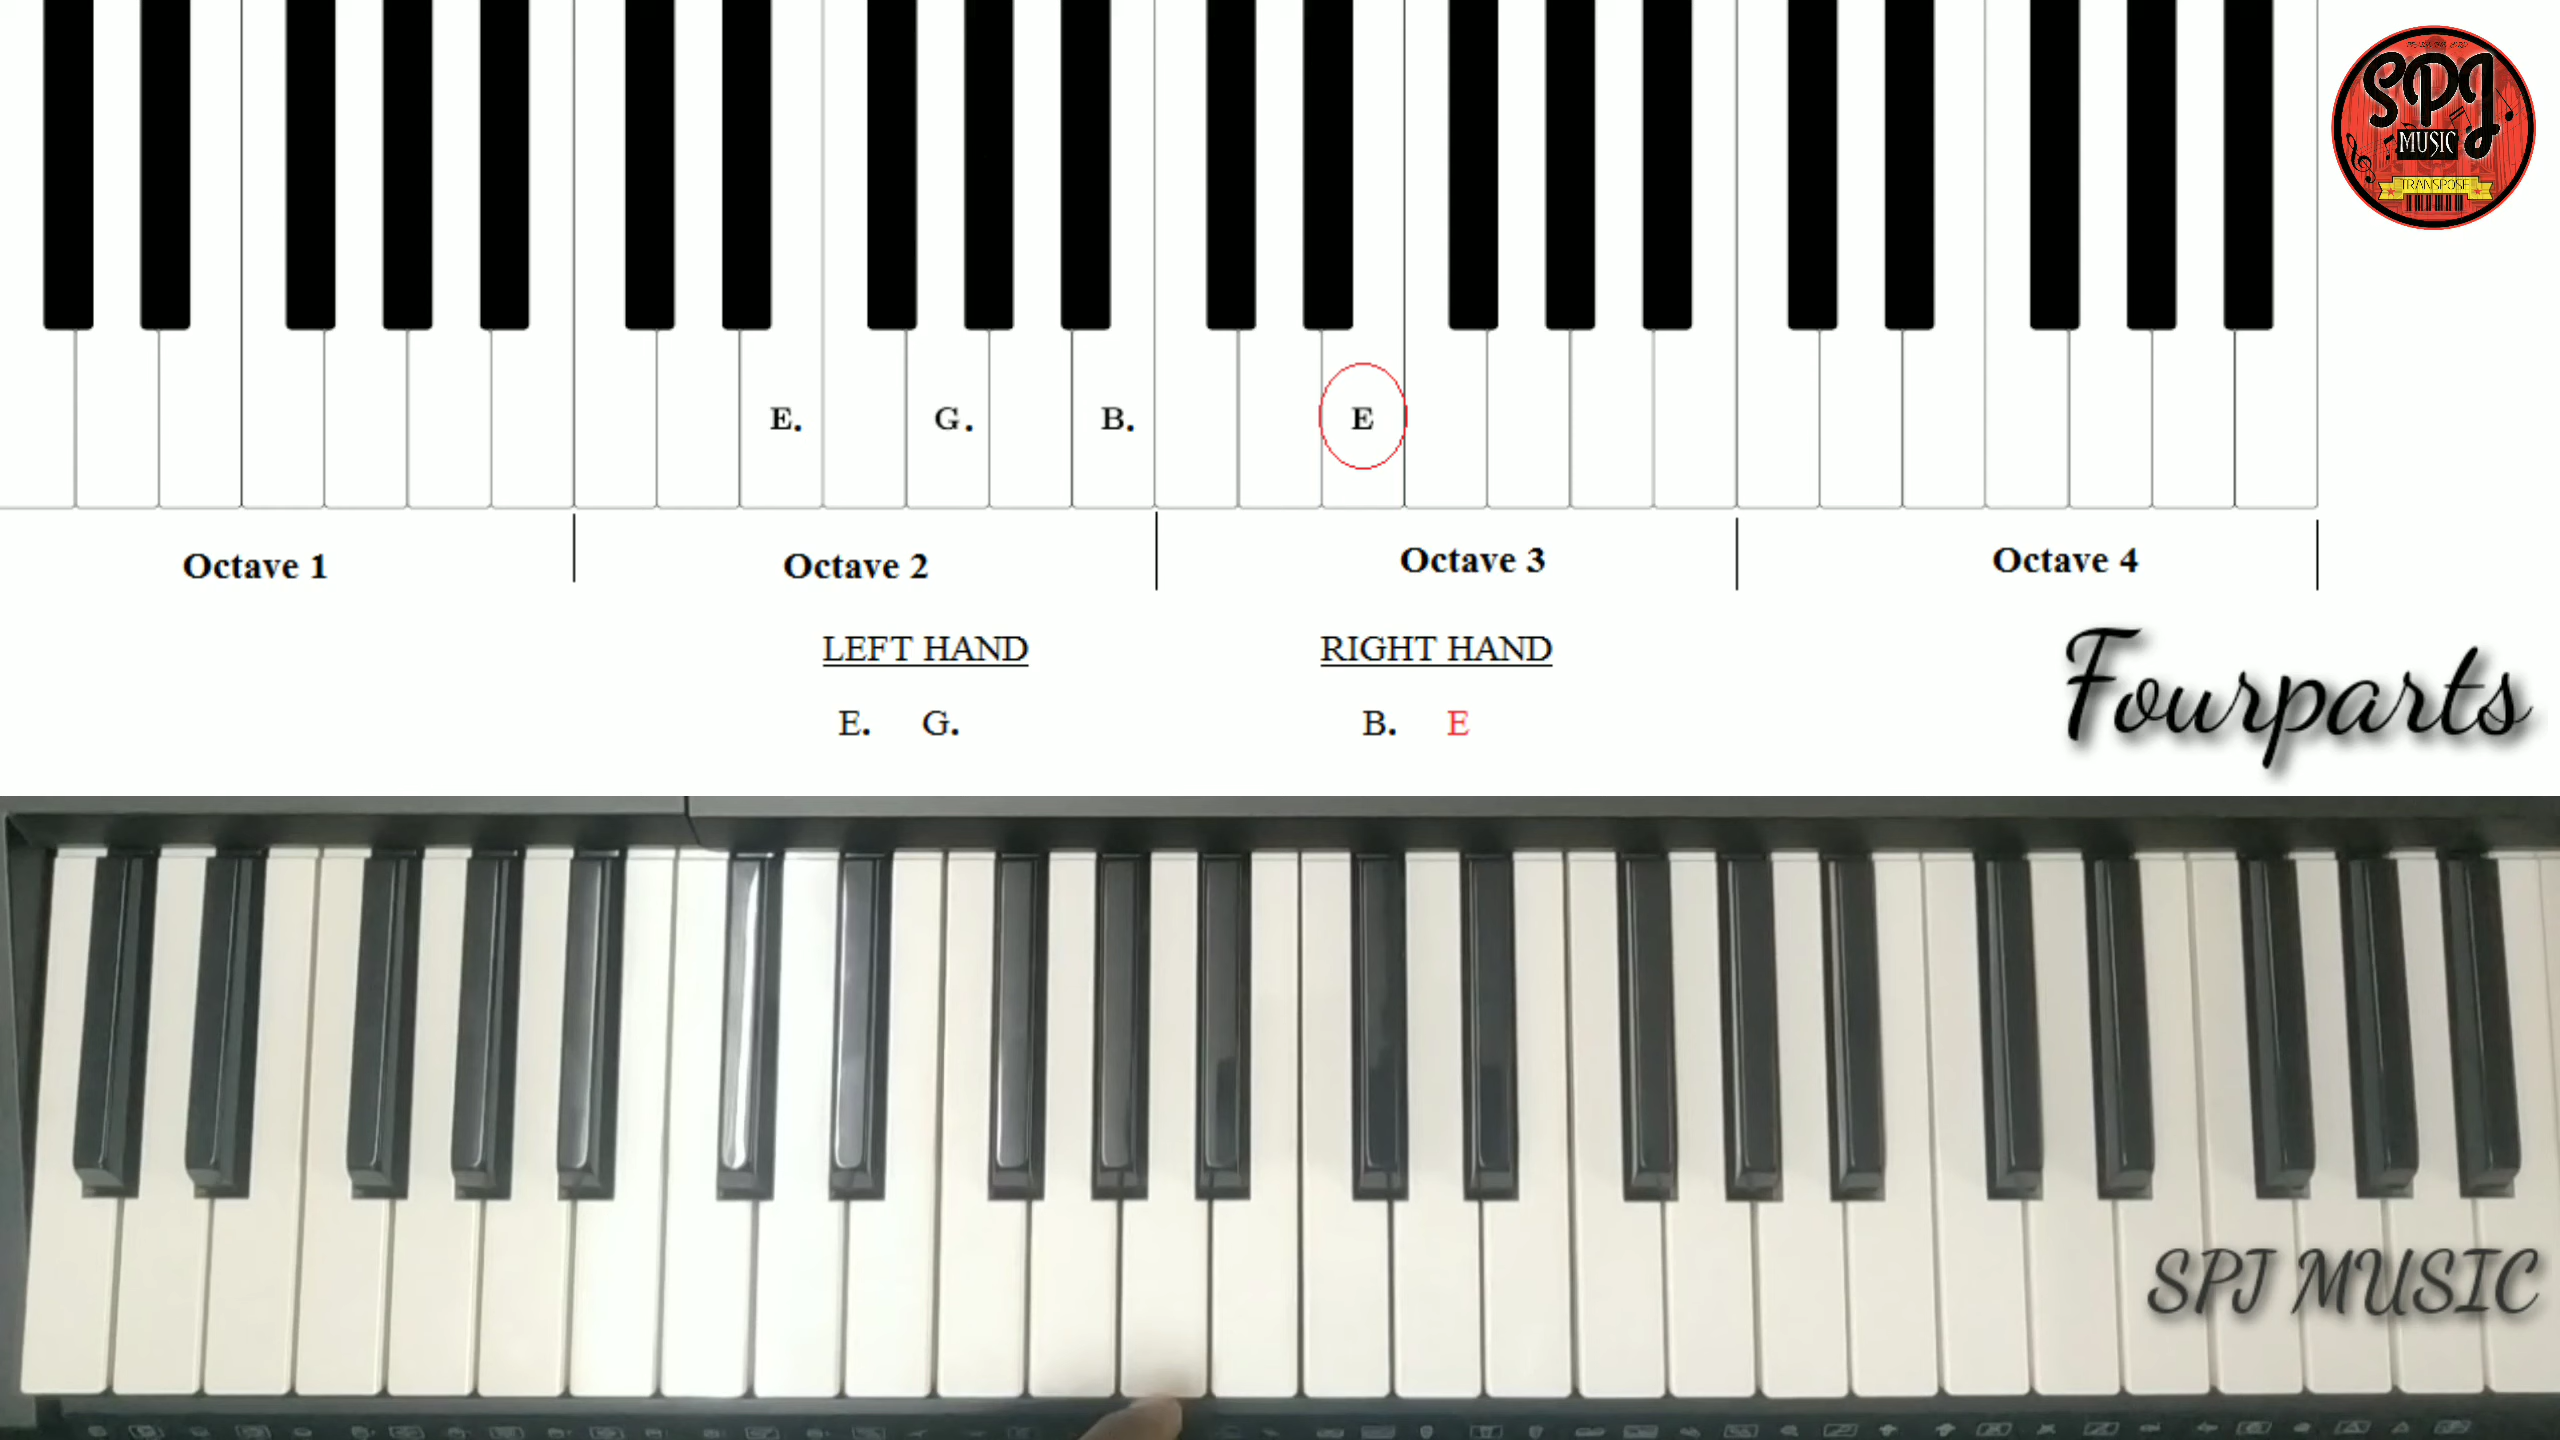 SPJ
MUSIC
TRANSPOSE
E. G. B. E
Octave 1 Octave 2 Octave 3 Octave 4
LEFT HAND RIGHT HAND
E. G. B. E
Fourparts
SPJ MUSIC